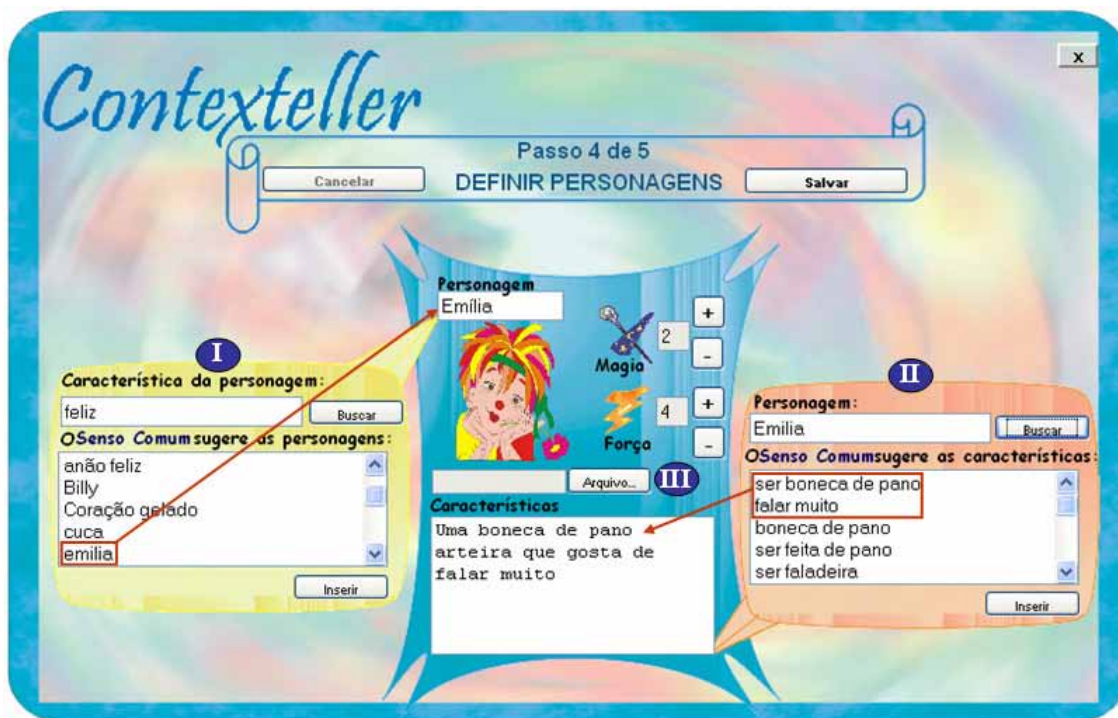 x
Contexteller
Passo 4 de 5
Cancelar
DEFINIR PERSONAGENS
Salvar
I
Característica da personagem:
feliz
Buscar
OSenso Comum sugere as personagens:
anão feliz
Billy
Coração gelado
cuca
emilia
Inserir
Personagem
Emília
2
+
-
Magia
4
+
-
Força
Arquivo...
III
Características
Uma boneca de pano
arteira que gosta de
falar muito
II
Personagem:
Emilia
Buscar
OSenso Comumsugere as características:
ser boneca de pano
falar muito
boneca de pano
ser feita de pano
ser faladeira
Inserir